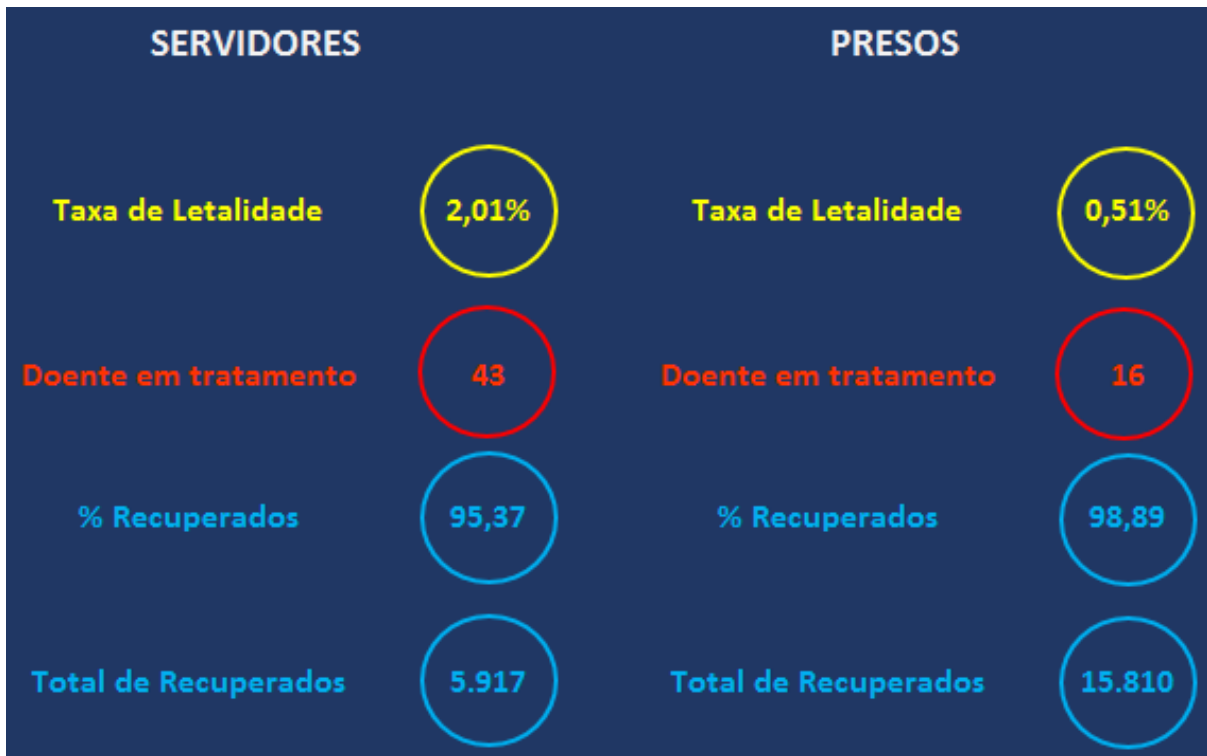 SERVIDORES
Taxa de Letalidade 2,01%
Doente em tratamento 43
% Recuperados 95,37
Total de Recuperados 5.917
PRESOS
Taxa de Letalidade 0,51%
Doente em tratamento 16
% Recuperados 98,89
Total de Recuperados 15.810